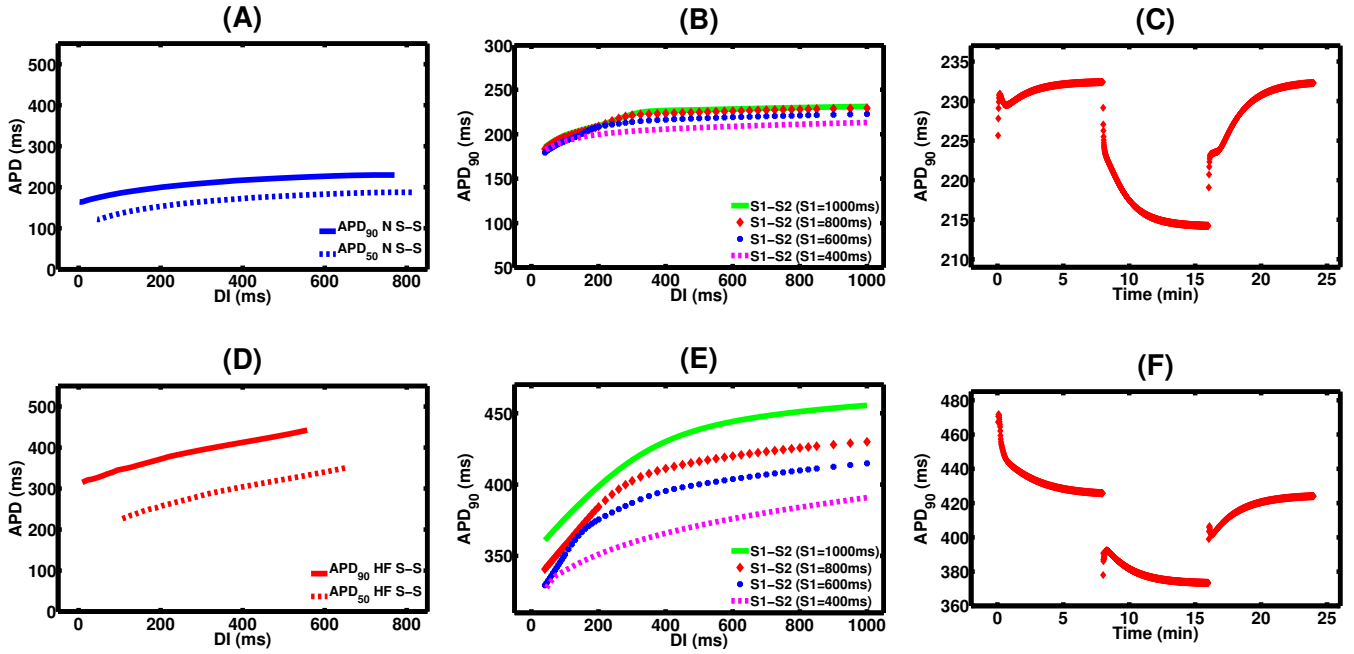 (A)
550
500
400
300
200
100
0
APD (ms)
APD90 N S−S
APD50 N S−S
0 200 400 600 800
DI (ms)
(B)
300
250
200
150
100
50
APD90 (ms)
S1−S2 (S1=1000ms)
S1−S2 (S1=800ms)
S1−S2 (S1=600ms)
S1−S2 (S1=400ms)
0 200 400 600 800 1000
DI (ms)
(C)
235
230
225
220
215
210
APD90 (ms)
0 5 10 15 20 25
Time (min)
(D)
500
400
300
200
100
0
APD (ms)
APD90 HF S−S
APD50 HF S−S
0 200 400 600 800
DI (ms)
(E)
450
400
350
APD90 (ms)
S1−S2 (S1=1000ms)
S1−S2 (S1=800ms)
S1−S2 (S1=600ms)
S1−S2 (S1=400ms)
0 200 400 600 800 1000
DI (ms)
(F)
480
460
440
420
400
380
360
APD90 (ms)
0 5 10 15 20 25
Time (min)